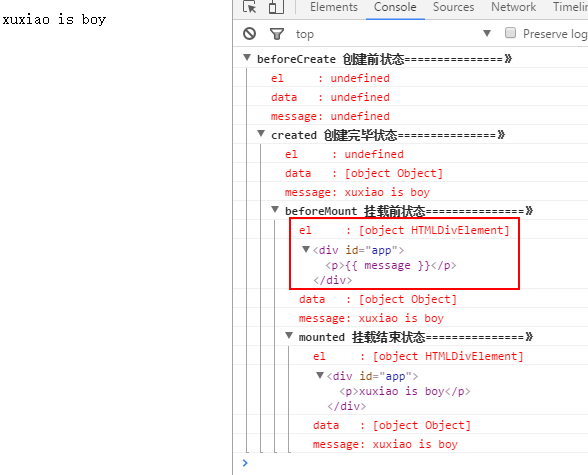 xuxiao is boy
Elements Console Sources Network Timelin
top Preserve log
beforeCreate 创建前状态===============》
el : undefined
data : undefined
message: undefined
created 创建完毕状态===============》
el : undefined
data : [object Object]
message: xuxiao is boy
beforeMount 挂载前状态===============》
el : [object HTMLDivElement]
<div id="app">
<p>{{ message }}</p>
</div>
data : [object Object]
message: xuxiao is boy
mounted 挂载结束状态===============》
el : [object HTMLDivElement]
<div id="app">
<p>xuxiao is boy</p>
</div>
data : [object Object]
message: xuxiao is boy